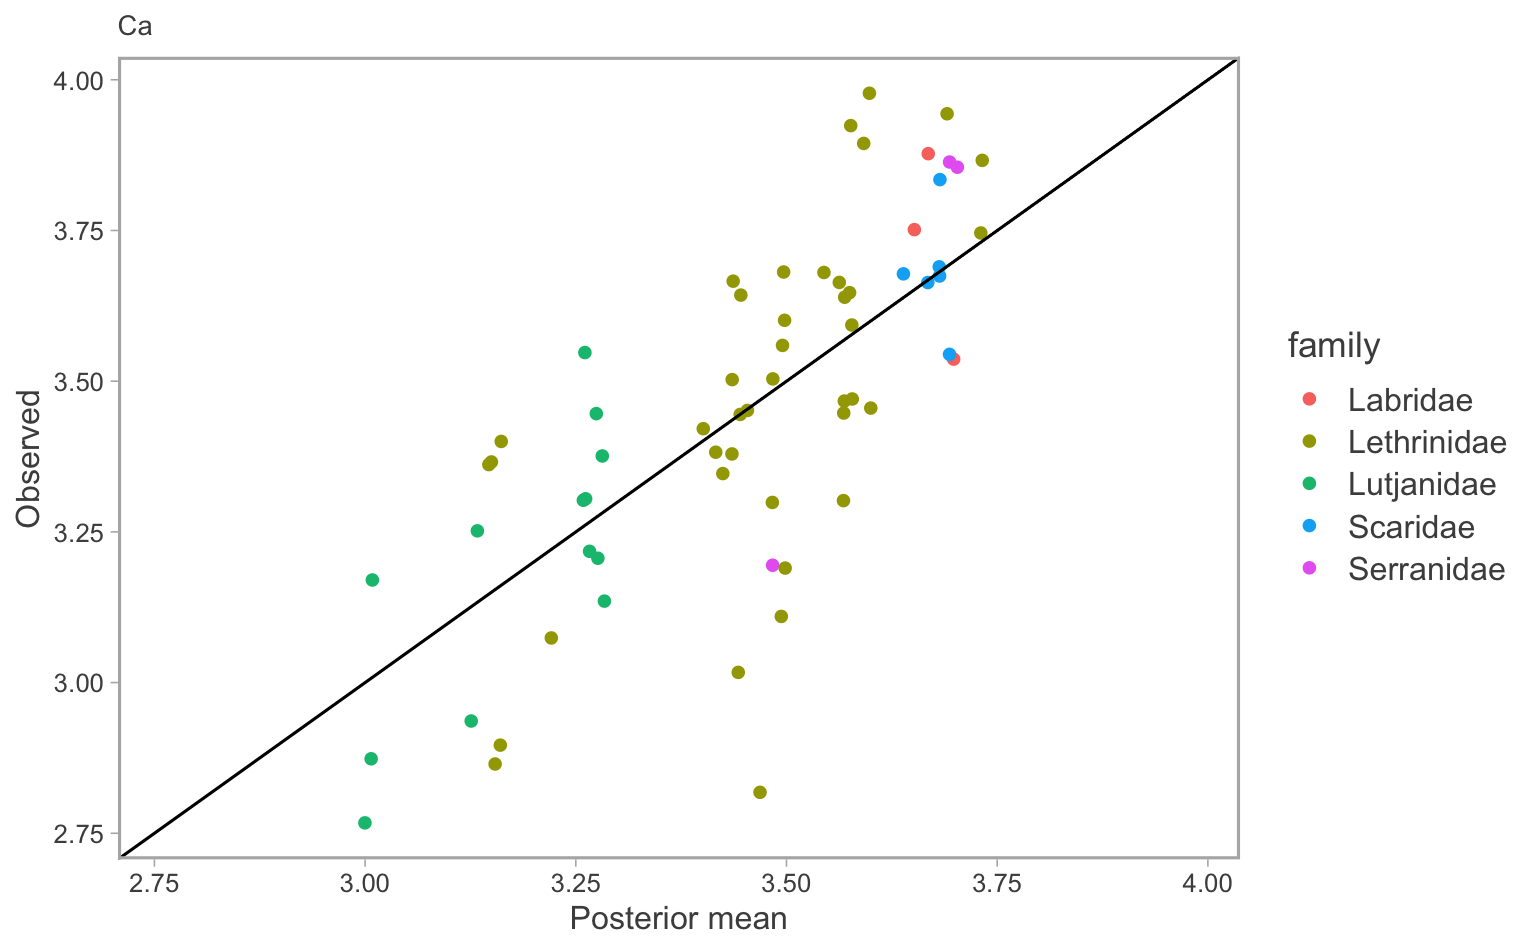 Ca
4.00
3.75
3.50
3.25
3.00
2.75
Observed
2.75 3.00 3.25 3.50 3.75 4.00
Posterior mean
family
Labridae
Lethrinidae
Lutjanidae
Scaridae
Serranidae